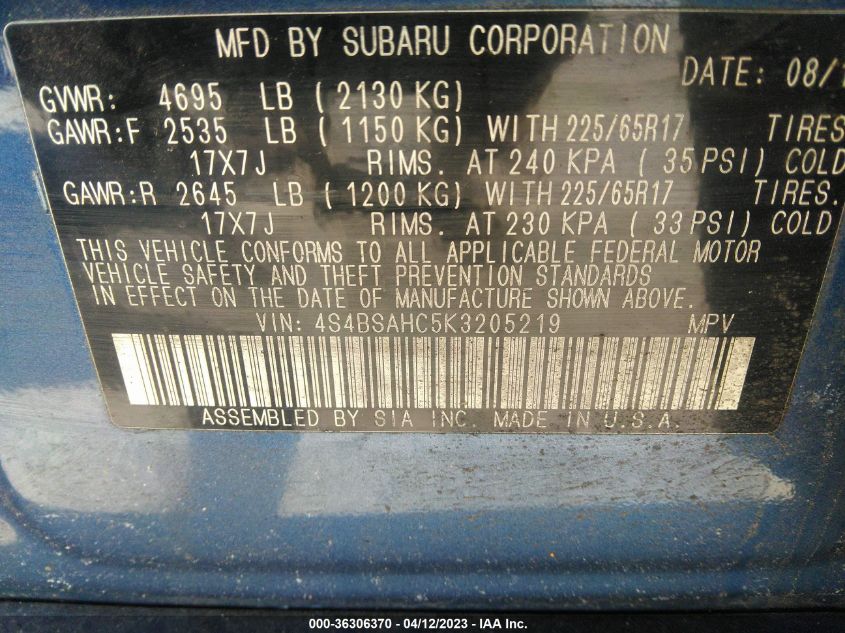 MFD BY SUBARU CORPORATION
DATE: 08/1
GVWR: 4695 LB ( 2130 KG)
GAWR:F 2535 LB ( 1150 KG) WITH 225/65R17 TIRES
17X7J RIMS. AT 240 KPA ( 35 PSI) COLD
GAWR:R 2645 LB ( 1200 KG) WITH 225/65R17 TIRES.
17X7J RIMS. AT 230 KPA ( 33 PSI) COLD
THIS VEHICLE CONFORMS TO ALL APPLICABLE FEDERAL MOTOR
VEHICLE SAFETY AND THEFT PREVENTION STANDARDS
IN EFFECT ON THE DATE OF MANUFACTURE SHOWN ABOVE.
VIN: 4S4BSAHC5K3205219 MPV
ASSEMBLED BY SIA INC. MADE IN U.S.A.
000-36306370 - 04/12/2023 - IAA Inc.